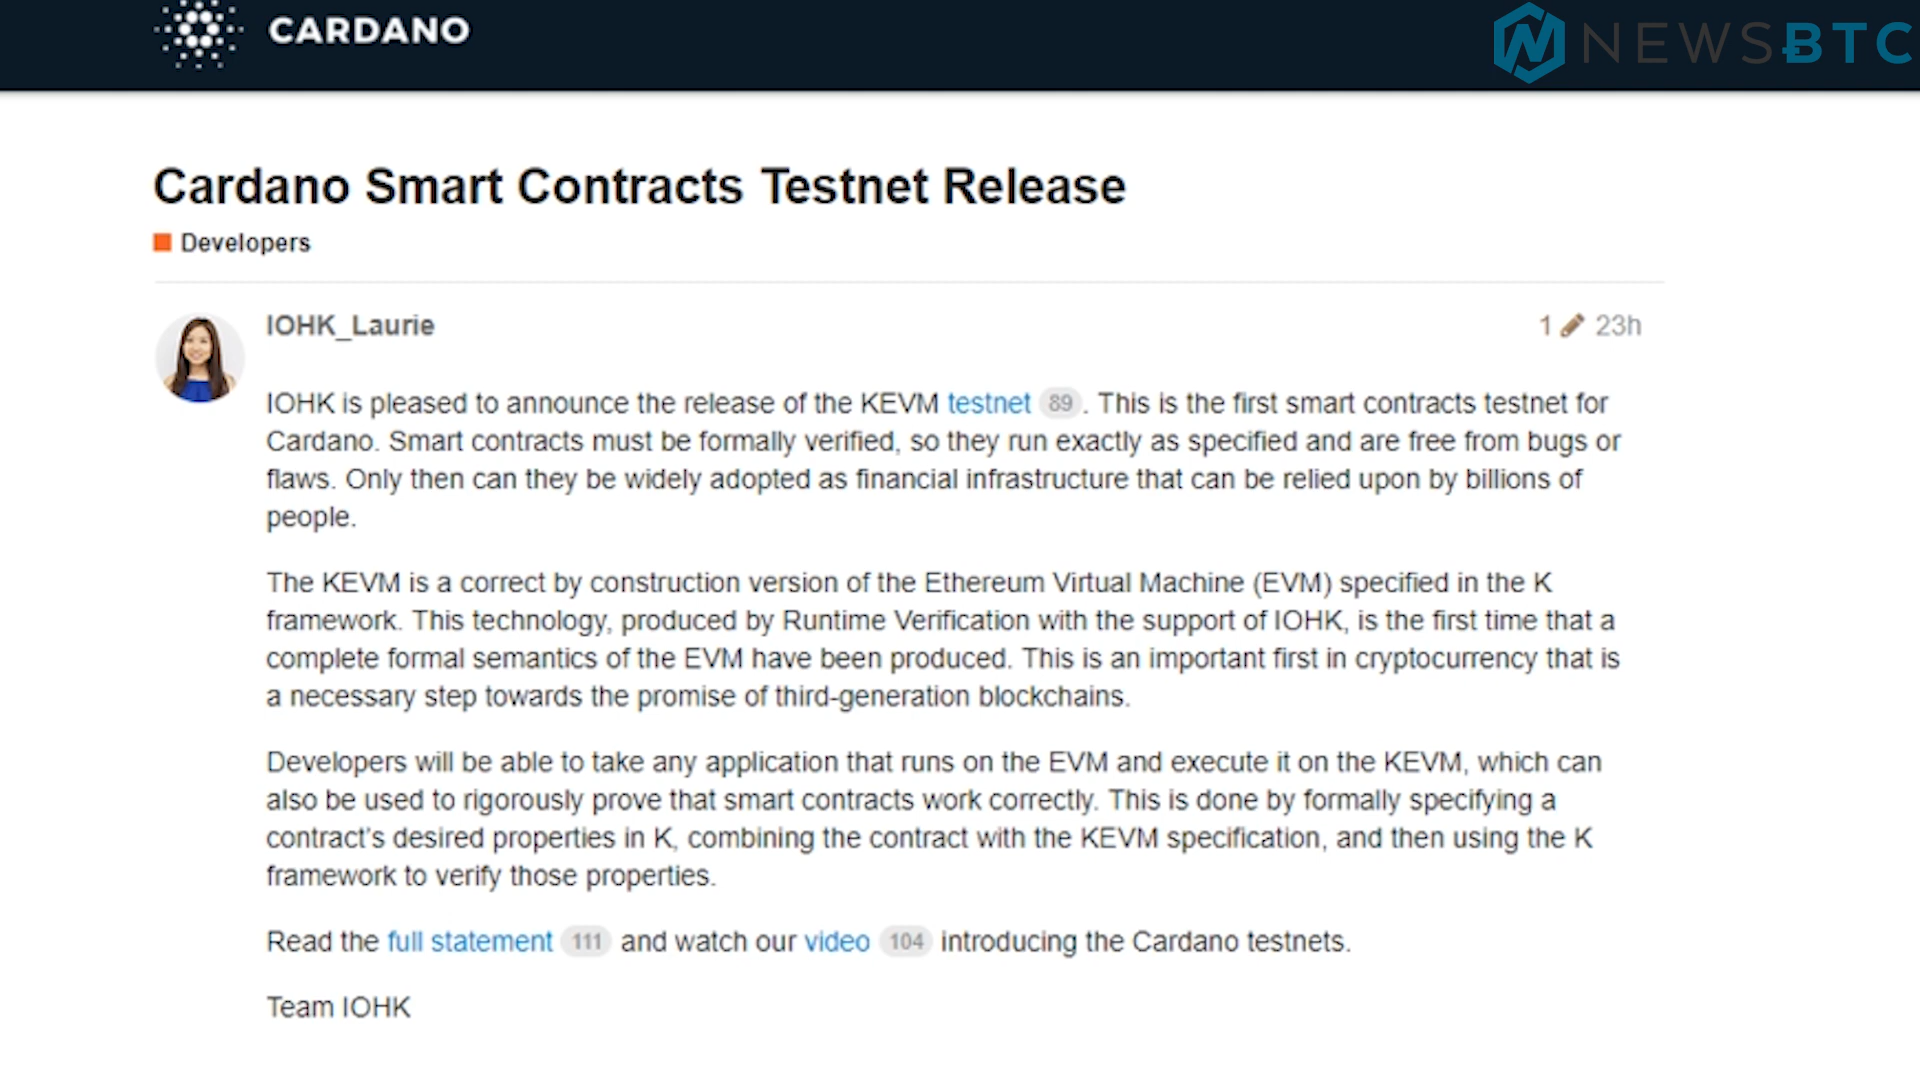 CARDANO
NEWSBTC
Cardano Smart Contracts Testnet Release
Developers
IOHK_Laurie
1 23h
IOHK is pleased to announce the release of the KEVM testnet 89 . This is the first smart contracts testnet for
Cardano. Smart contracts must be formally verified, so they run exactly as specified and are free from bugs or
flaws. Only then can they be widely adopted as financial infrastructure that can be relied upon by billions of
people.
The KEVM is a correct by construction version of the Ethereum Virtual Machine (EVM) specified in the K
framework. This technology, produced by Runtime Verification with the support of IOHK, is the first time that a
complete formal semantics of the EVM have been produced. This is an important first in cryptocurrency that is
a necessary step towards the promise of third-generation blockchains.
Developers will be able to take any application that runs on the EVM and execute it on the KEVM, which can
also be used to rigorously prove that smart contracts work correctly. This is done by formally specifying a
contract's desired properties in K, combining the contract with the KEVM specification, and then using the K
framework to verify those properties.
Read the full statement 111 and watch our video 104 introducing the Cardano testnets.
Team IOHK